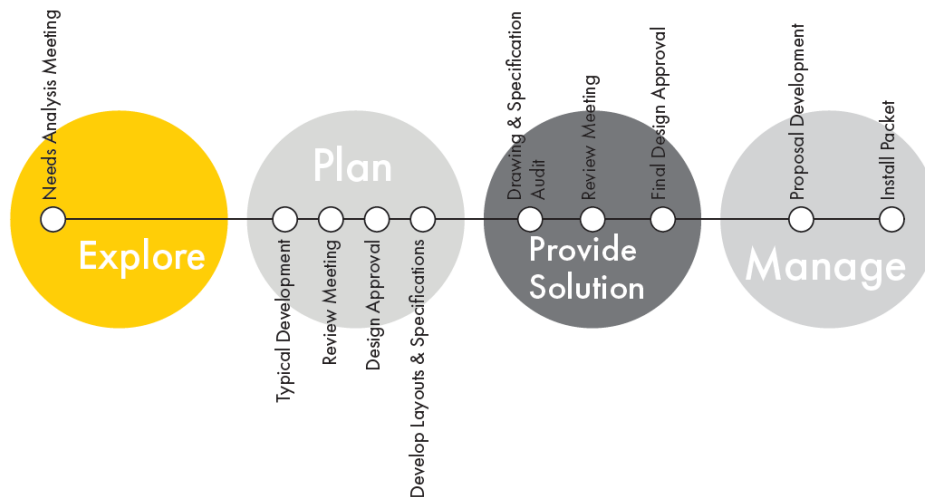 Needs Analysis Meeting
Explore
Plan
Typical Development
Review Meeting
Design Approval
Develop Layouts & Specifications
Drawing & Specification
Audit
Review Meeting
Final Design Approval
Provide
Solution
Proposal Development
Install Packet
Manage